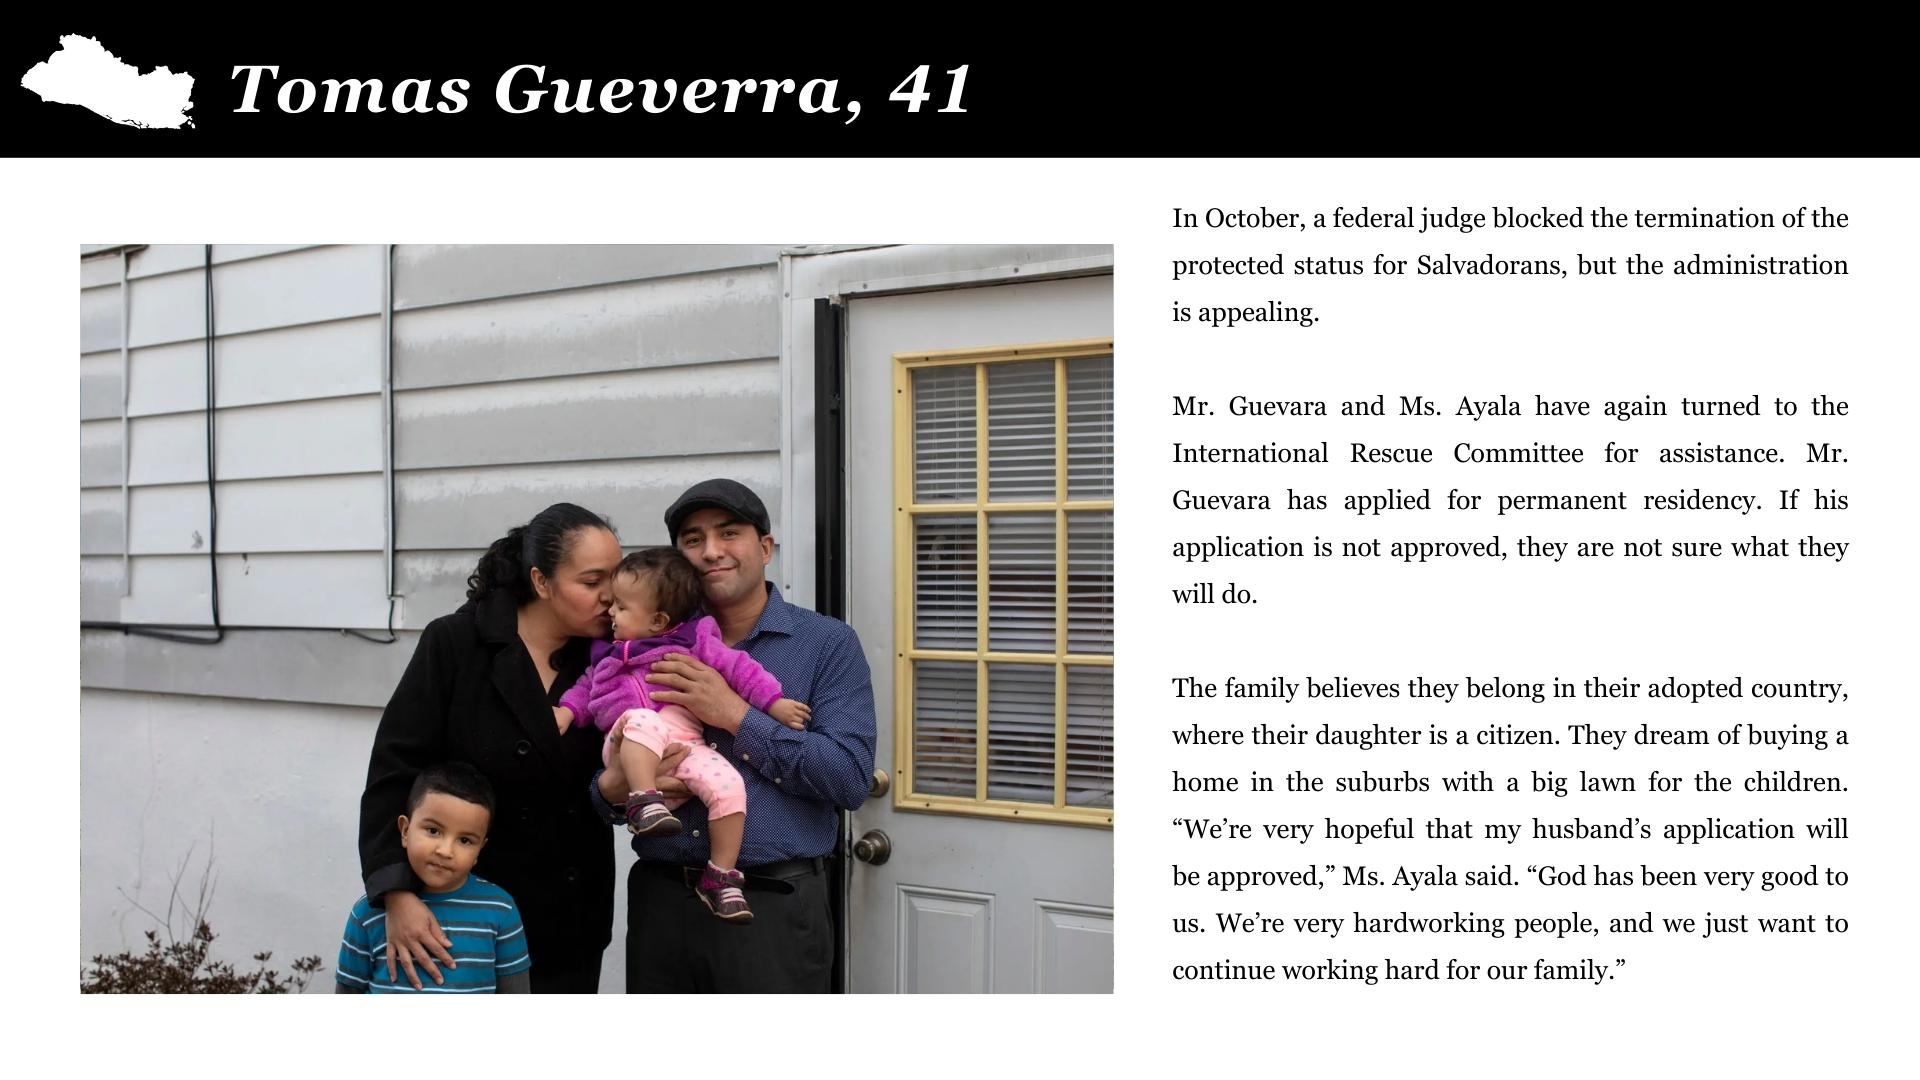 Tomas Gueverra, 41
In October, a federal judge blocked the termination of the
protected status for Salvadorans, but the administration
is appealing.
Mr. Guevara and Ms. Ayala have again turned to the
International Rescue Committee for assistance. Mr.
Guevara has applied for permanent residency. If his
application is not approved, they are not sure what they
will do.
The family believes they belong in their adopted country,
where their daughter is a citizen. They dream of buying a
home in the suburbs with a big lawn for the children.
“We’re very hopeful that my husband’s application will
be approved,” Ms. Ayala said. “God has been very good to
us. We’re very hardworking people, and we just want to
continue working hard for our family.”